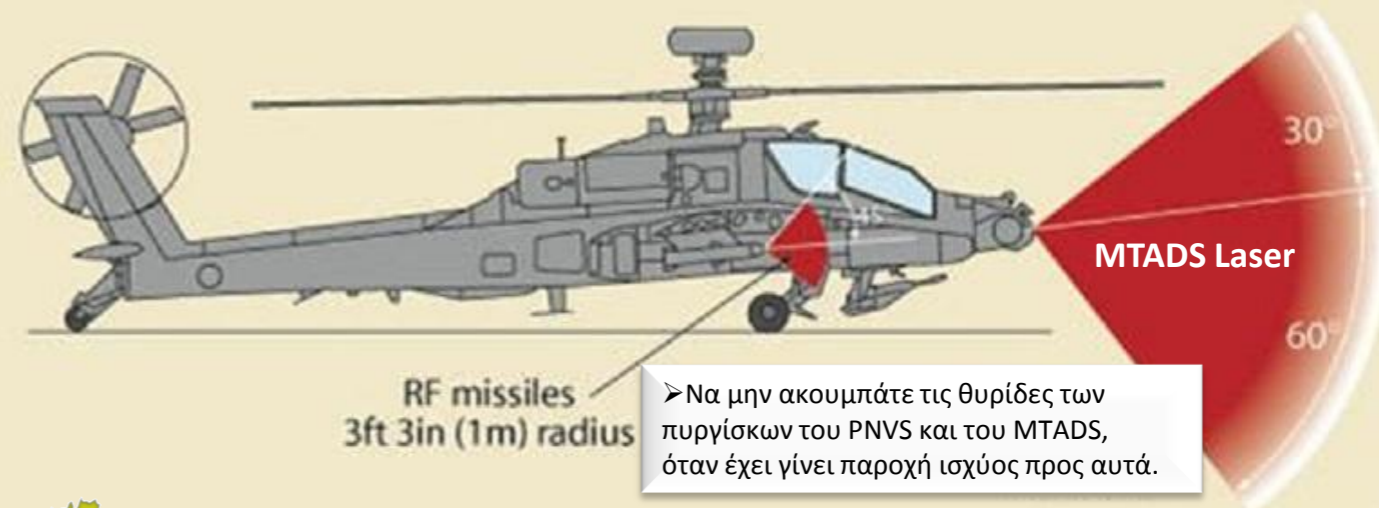 30°
MTADS Laser
60°
RF missiles
3ft 3in (1m) radius
➢Να μην ακουμπάτε τις θυρίδες των
πυργίσκων του PNVS και του MTADS,
όταν έχει γίνει παροχή ισχύος προς αυτά.